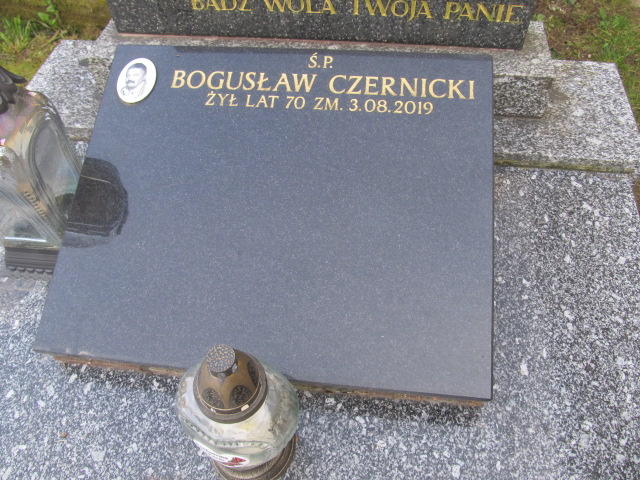 BĄDŹ WOLA TWOJA PANIE
Ś.P.
BOGUSŁAW CZERNICKI
ŻYŁ LAT 70 ZM. 3.08.2019